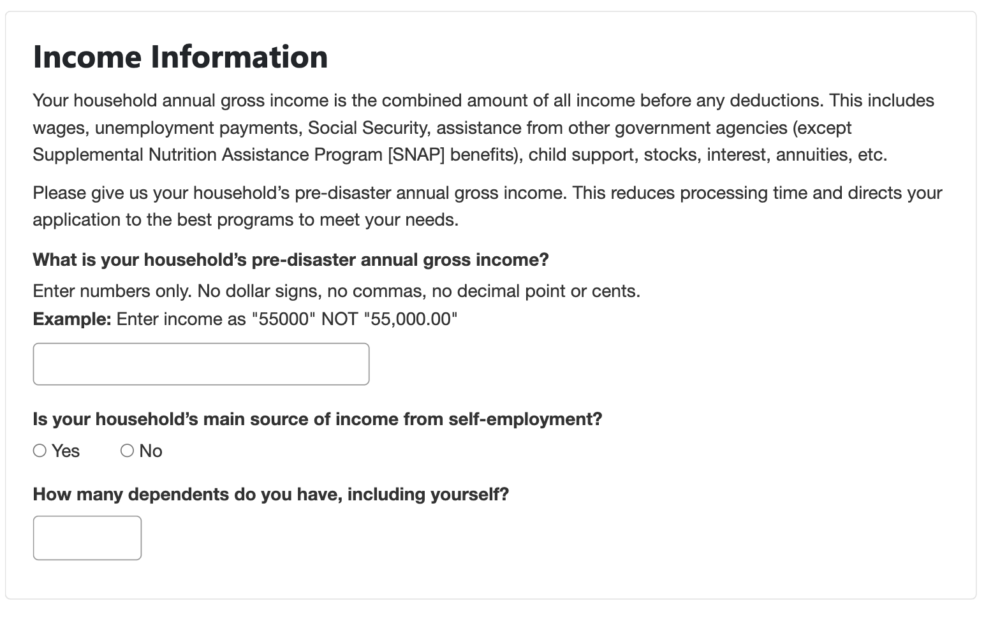 Income Information
Your household annual gross income is the combined amount of all income before any deductions. This includes
wages, unemployment payments, Social Security, assistance from other government agencies (except
Supplemental Nutrition Assistance Program [SNAP] benefits), child support, stocks, interest, annuities, etc.
Please give us your household’s pre-disaster annual gross income. This reduces processing time and directs your
application to the best programs to meet your needs.
What is your household’s pre-disaster annual gross income?
Enter numbers only. No dollar signs, no commas, no decimal point or cents.
Example: Enter income as "55000" NOT "55,000.00"
Is your household’s main source of income from self-employment?
Yes No
How many dependents do you have, including yourself?